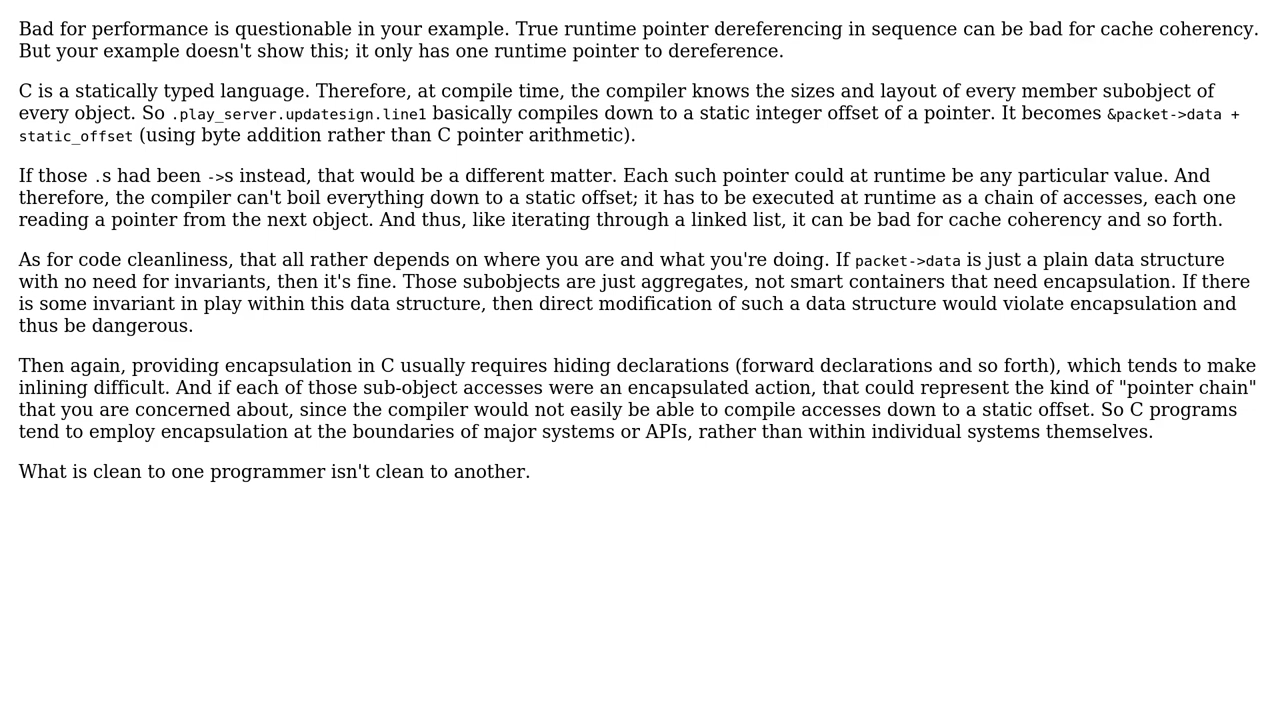 Bad for performance is questionable in your example. True runtime pointer dereferencing in sequence can be bad for cache coherency.
But your example doesn't show this; it only has one runtime pointer to dereference.
C is a statically typed language. Therefore, at compile time, the compiler knows the sizes and layout of every member subobject of
every object. So .play_server.updatesign.line1 basically compiles down to a static integer offset of a pointer. It becomes &packet->data +
static_offset (using byte addition rather than C pointer arithmetic).
If those .s had been ->s instead, that would be a different matter. Each such pointer could at runtime be any particular value. And
therefore, the compiler can't boil everything down to a static offset; it has to be executed at runtime as a chain of accesses, each one
reading a pointer from the next object. And thus, like iterating through a linked list, it can be bad for cache coherency and so forth.
As for code cleanliness, that all rather depends on where you are and what you're doing. If packet->data is just a plain data structure
with no need for invariants, then it's fine. Those subobjects are just aggregates, not smart containers that need encapsulation. If there
is some invariant in play within this data structure, then direct modification of such a data structure would violate encapsulation and
thus be dangerous.
Then again, providing encapsulation in C usually requires hiding declarations (forward declarations and so forth), which tends to make
inlining difficult. And if each of those sub-object accesses were an encapsulated action, that could represent the kind of "pointer chain"
that you are concerned about, since the compiler would not easily be able to compile accesses down to a static offset. So C programs
tend to employ encapsulation at the boundaries of major systems or APIs, rather than within individual systems themselves.
What is clean to one programmer isn't clean to another.